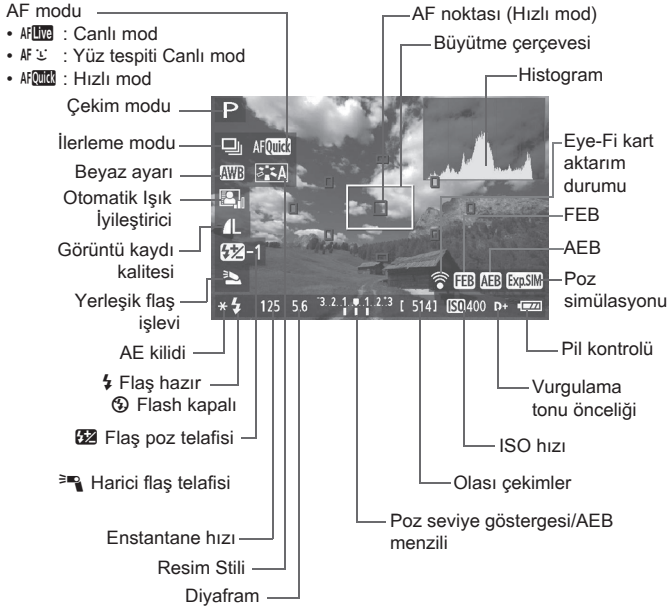 AF modu
• AF Live : Canlı mod
• AF : Yüz tespiti Canlı mod
• AF Quick : Hızlı mod
Çekim modu
İlerleme modu
Beyaz ayarı
Otomatik Işık
İyileştirici
Görüntü kaydı
kalitesi
Yerleşik flaş
işlevi
AE kilidi
Flaş hazır
Flash kapalı
Flaş poz telafisi
Harici flaş telafisi
Enstantane hızı
Resim Stili
Diyafram
AF noktası (Hızlı mod)
Büyütme çerçevesi
Histogram
Eye-Fi kart
aktarım
durumu
FEB
AEB
Poz
simülasyonu
Pil kontrolü
Vurgulama
tonu önceliği
ISO hızı
Olası çekimler
Poz seviye göstergesi/AEB
menzili
P
AF Quick
AWB A
L
-1
FEB AEB Exp.SIM
* 125 5.6 -3..2..1..▼..1..2.+3 [ 514] ISO 400 D+